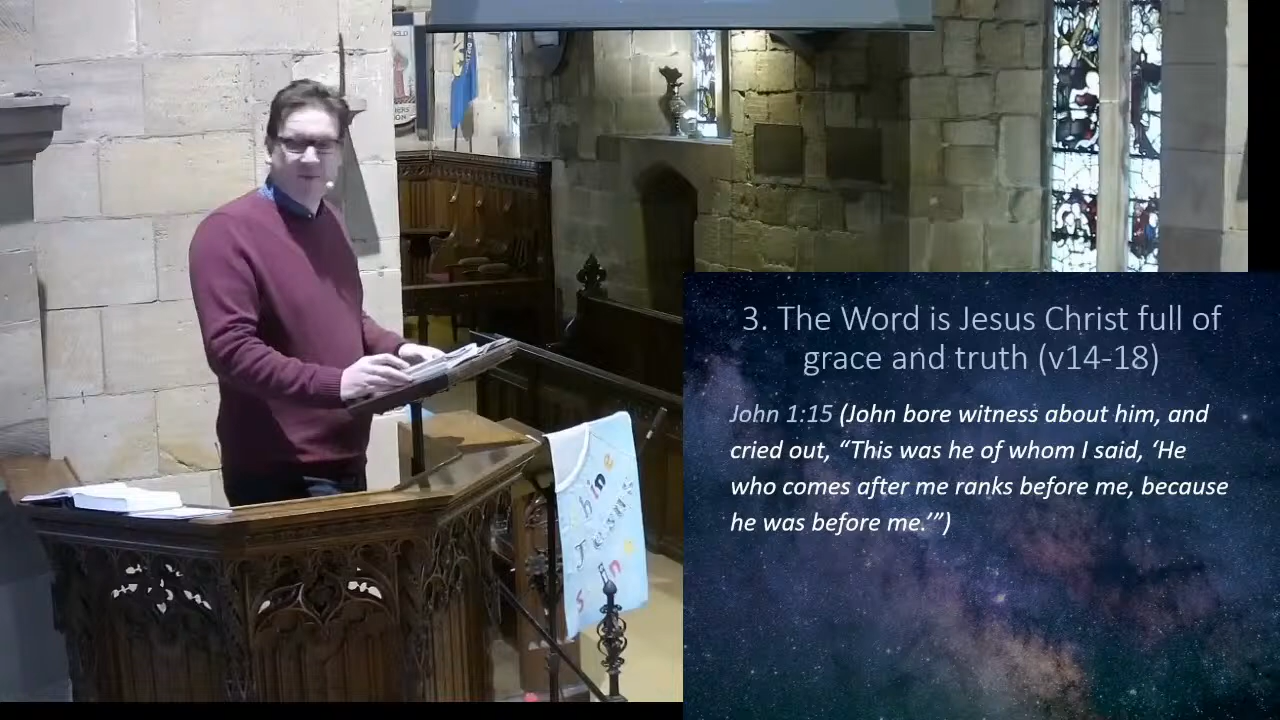 3. The Word is Jesus Christ full of
grace and truth (v14-18)
John 1:15 (John bore witness about him, and
cried out, “This was he of whom I said, ‘He
who comes after me ranks before me, because
he was before me.’”)
Jesus